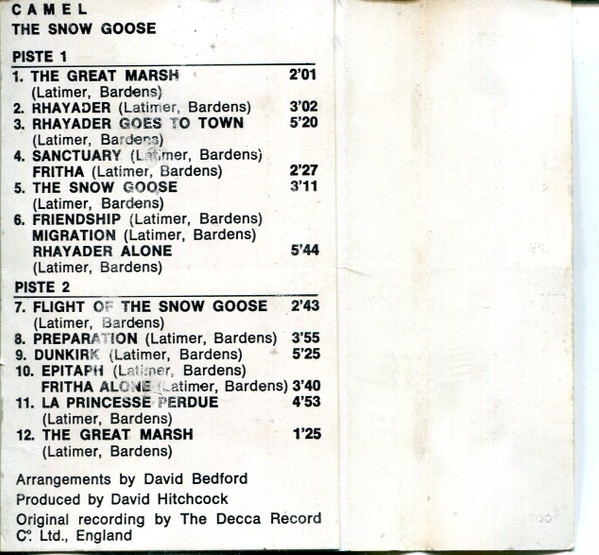 CAMEL
THE SNOW GOOSE
PISTE 1
1. THE GREAT MARSH 2'01
(Latimer, Bardens)
2. RHAYADER (Latimer, Bardens) 3'02
3. RHAYADER GOES TO TOWN 5'20
(Latimer, Bardens)
4. SANCTUARY (Latimer, Bardens)
FRITHA (Latimer, Bardens) 2'27
5. THE SNOW GOOSE 3'11
(Latimer, Bardens)
6. FRIENDSHIP (Latimer, Bardens)
MIGRATION (Latimer, Bardens)
RHAYADER ALONE 5'44
(Latimer, Bardens)
PISTE 2
7. FLIGHT OF THE SNOW GOOSE 2'43
(Latimer, Bardens)
8. PREPARATION (Latimer, Bardens) 3'55
9. DUNKIRK (Latimer, Bardens) 5'25
10. EPITAPH (Latimer, Bardens)
FRITHA ALONE (Latimer, Bardens) 3'40
11. LA PRINCESSE PERDUE 4'53
(Latimer, Bardens)
12. THE GREAT MARSH 1'25
(Latimer, Bardens)
Arrangements by David Bedford
Produced by David Hitchcock
Original recording by The Decca Record
Cº. Ltd., England